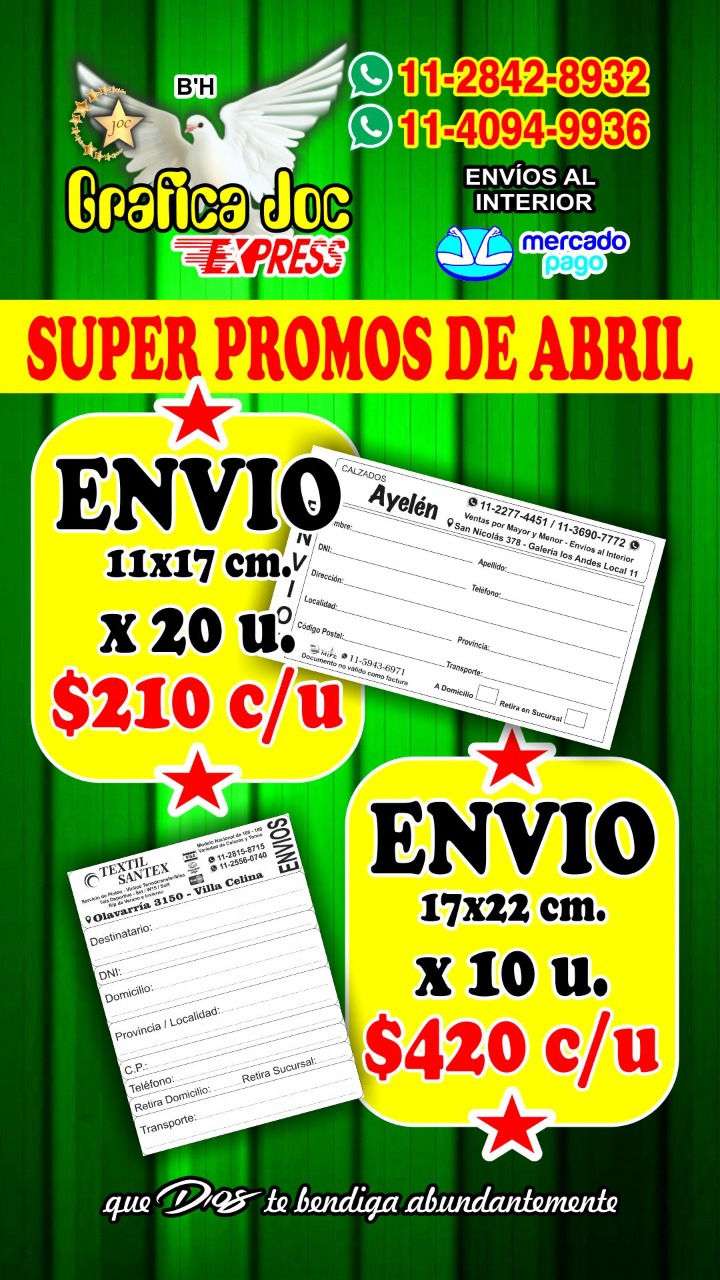 B'H
joc
Grafica Joc
EXPRESS
11-2842-8932
11-4094-9936
ENVÍOS AL
INTERIOR
mercado
pago
SUPER PROMOS DE ABRIL
ENVIO
11x17 cm.
x 20 u.
$210 c/u
CALZADOS
Ayelén
11-2277-4451 / 11-3690-7772
Ventas por Mayor y Menor - Envios al Interior
San Nicolás 378 - Galería los Andes Local 11
mbre:
Apellido:
DNI:
Teléfono:
Dirección:
Localidad:
Código Postal:
Provincia:
Transporte:
11-5943-6971
Documento no válido como factura
A Domicilio
Retira en Sucursal
ENVIO
17x22 cm.
x 10 u.
$420 c/u
TEXTIL
SANTEX
11-2815-8715
11-2556-0740
ENVIOS
Olavarría 3150 - Villa Celina
Destinatario:
DNI:
Domicilio:
Provincia / Localidad:
C.P.:
Teléfono:
Retira Domicilio:
Retira Sucursal:
Transporte:
que Dios te bendiga abundantemente